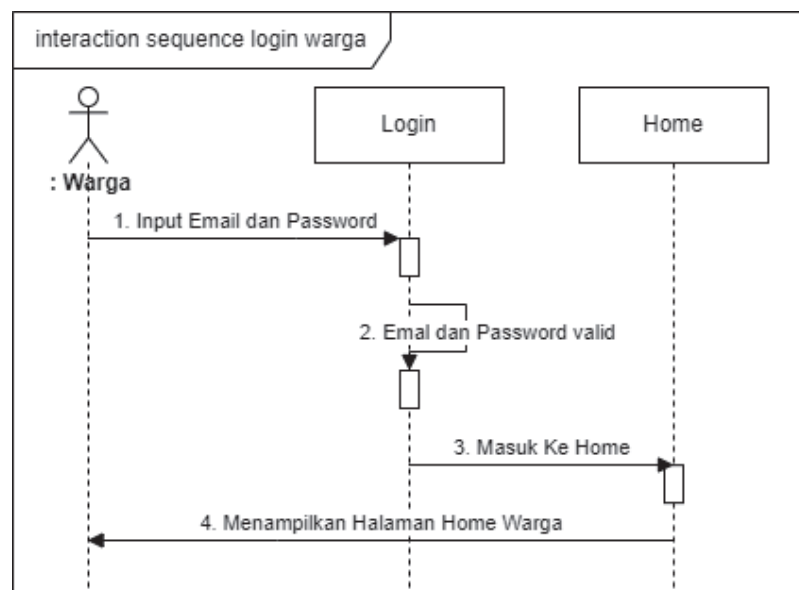 interaction sequence login warga
Login
Home
: Warga
1. Input Email dan Password
2. Emal dan Password valid
3. Masuk Ke Home
4. Menampilkan Halaman Home Warga